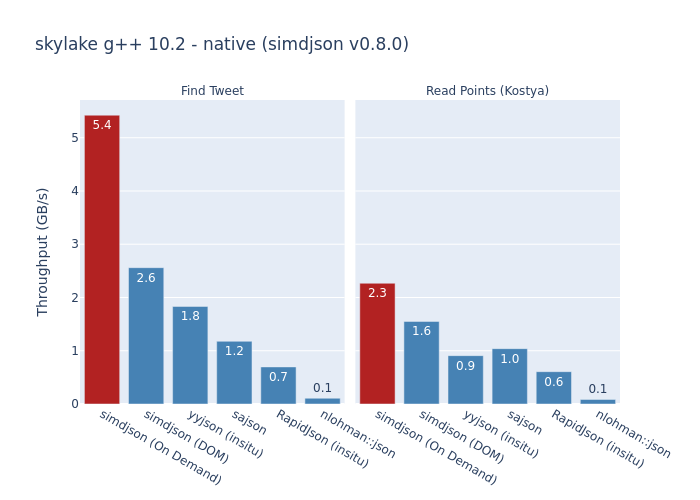 skylake g++ 10.2 - native (simdjson v0.8.0)
Find Tweet
Read Points (Kostya)
Throughput (GB/s)
5
4
3
2
1
0
5.4
2.6
1.8
1.2
0.7
0.1
2.3
1.6
0.9
1.0
0.6
0.1
simdjson (On Demand)
simdjson (DOM)
yyjson (insitu)
sajson
RapidJson (insitu)
nlohman::json
simdjson (On Demand)
simdjson (DOM)
yyjson (insitu)
sajson
RapidJson (insitu)
nlohman::json